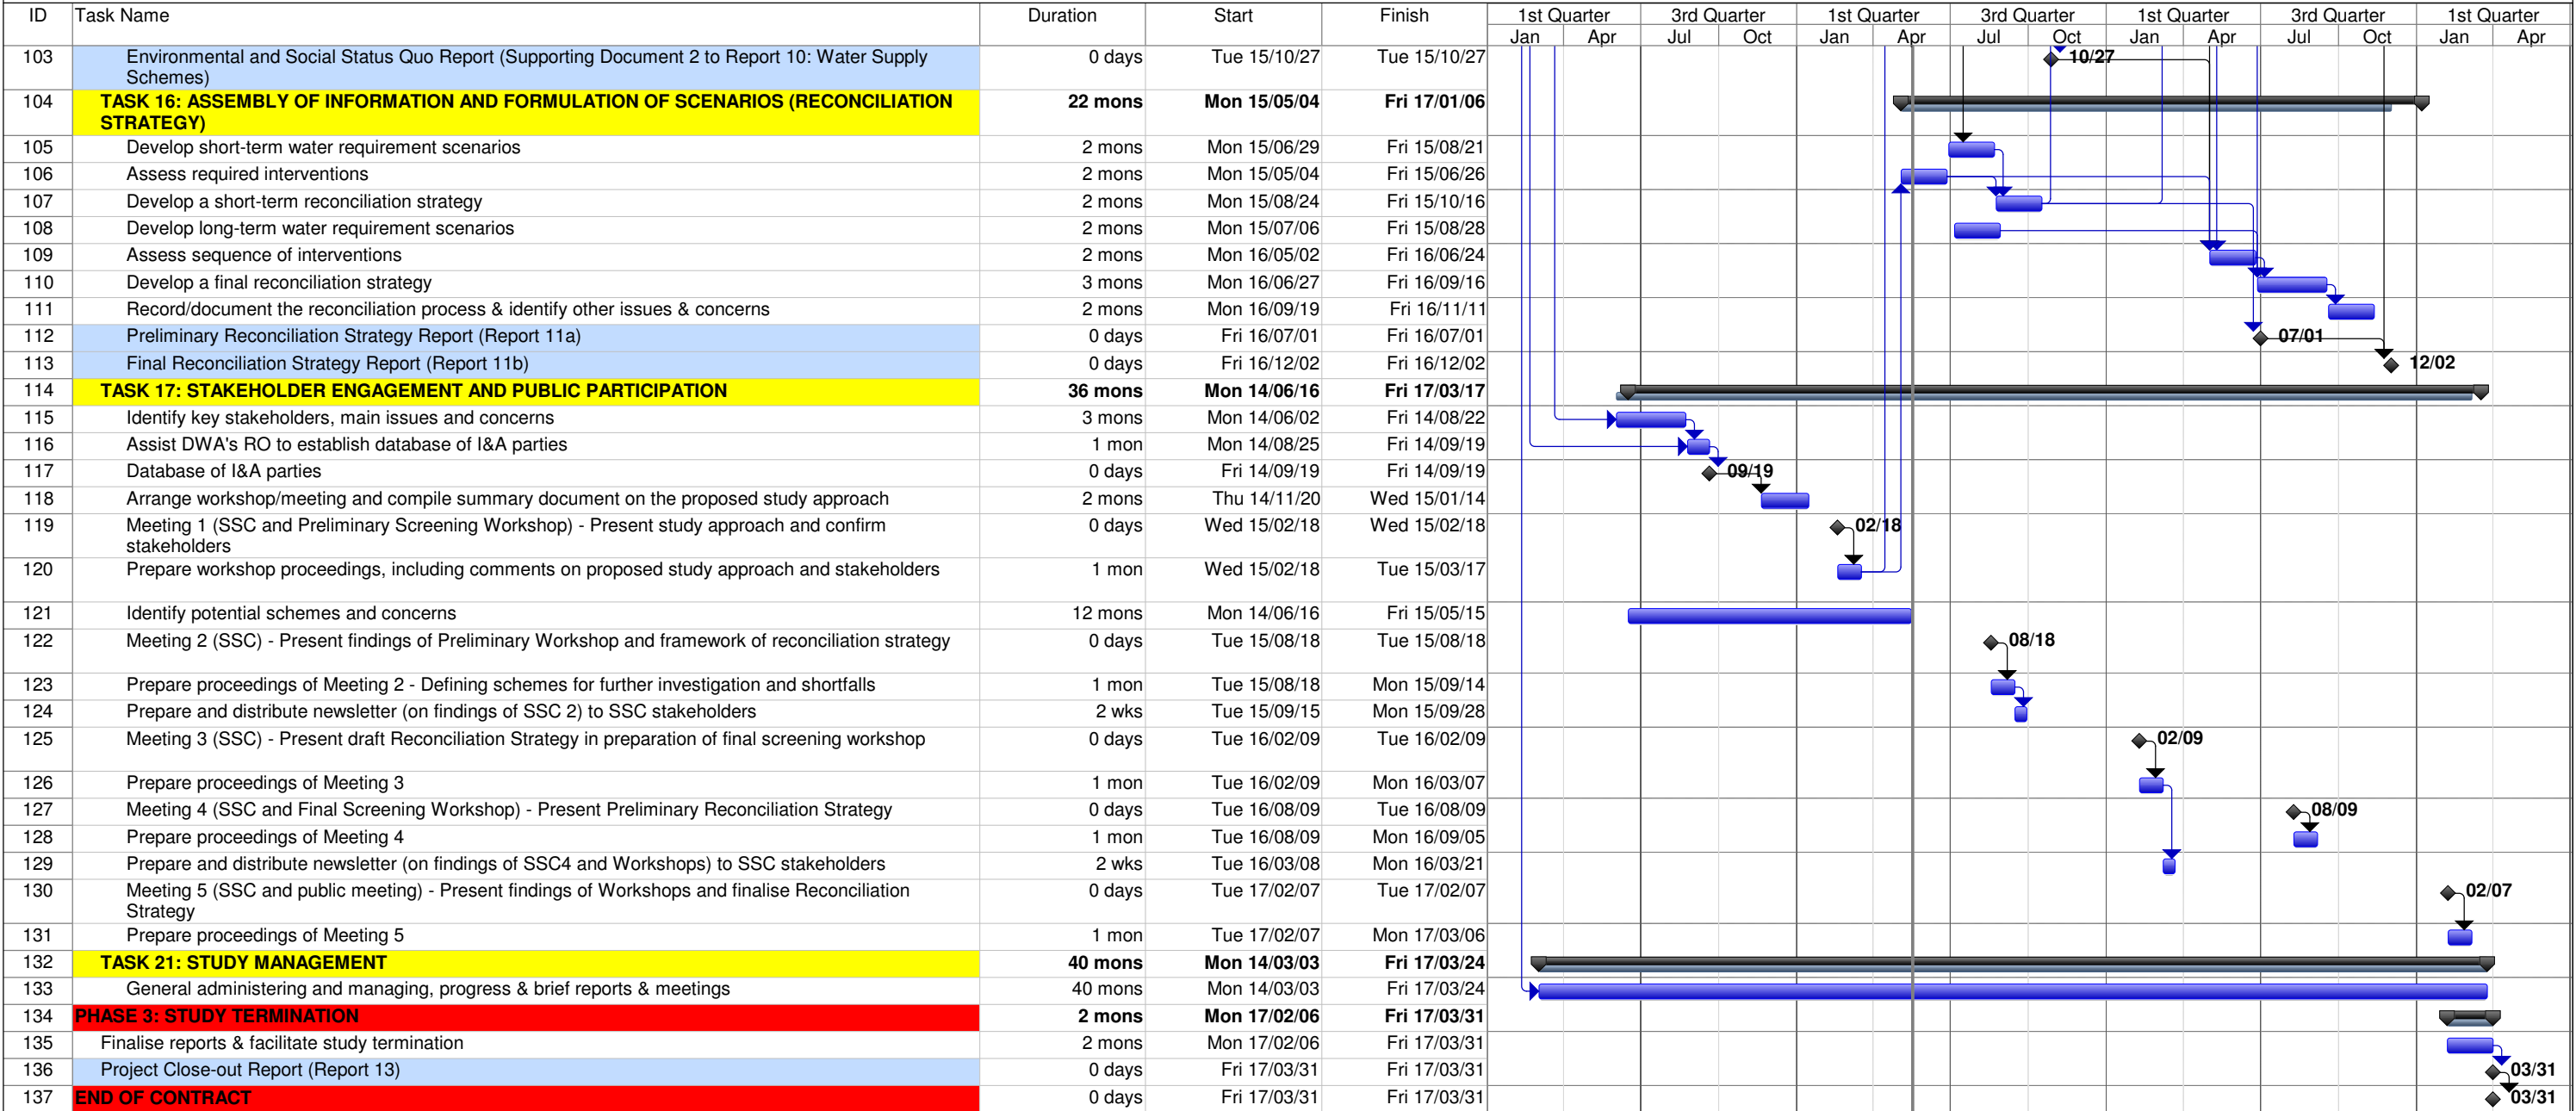 ID Task Name Duration Start Finish 1st Quarter 3rd Quarter 1st Quarter 3rd Quarter 1st Quarter 3rd Quarter 1st Quarter
Jan Apr Jul Oct Jan Apr Jul Oct Jan Apr Jul Oct Jan Apr
103 Environmental and Social Status Quo Report (Supporting Document 2 to Report 10: Water Supply 0 days Tue 15/10/27 Tue 15/10/27 10/27
Schemes)
104 TASK 16: ASSEMBLY OF INFORMATION AND FORMULATION OF SCENARIOS (RECONCILIATION 22 mons Mon 15/05/04 Fri 17/01/06
STRATEGY)
105 Develop short-term water requirement scenarios 2 mons Mon 15/06/29 Fri 15/08/21
106 Assess required interventions 2 mons Mon 15/05/04 Fri 15/06/26
107 Develop a short-term reconciliation strategy 2 mons Mon 15/08/24 Fri 15/10/16
108 Develop long-term water requirement scenarios 2 mons Mon 15/07/06 Fri 15/08/28
109 Assess sequence of interventions 2 mons Mon 16/05/02 Fri 16/06/24
110 Develop a final reconciliation strategy 3 mons Mon 16/06/27 Fri 16/09/16
111 Record/document the reconciliation process & identify other issues & concerns 2 mons Mon 16/09/19 Fri 16/11/11
112 Preliminary Reconciliation Strategy Report (Report 11a) 0 days Fri 16/07/01 Fri 16/07/01 07/01
113 Final Reconciliation Strategy Report (Report 11b) 0 days Fri 16/12/02 Fri 16/12/02 12/02
114 TASK 17: STAKEHOLDER ENGAGEMENT AND PUBLIC PARTICIPATION 36 mons Mon 14/06/16 Fri 17/03/17
115 Identify key stakeholders, main issues and concerns 3 mons Mon 14/06/02 Fri 14/08/22
116 Assist DWA's RO to establish database of I&A parties 1 mon Mon 14/08/25 Fri 14/09/19
117 Database of I&A parties 0 days Fri 14/09/19 Fri 14/09/19 09/19
118 Arrange workshop/meeting and compile summary document on the proposed study approach 2 mons Thu 14/11/20 Wed 15/01/14
119 Meeting 1 (SSC and Preliminary Screening Workshop) - Present study approach and confirm 0 days Wed 15/02/18 Wed 15/02/18 02/18
stakeholders
120 Prepare workshop proceedings, including comments on proposed study approach and stakeholders 1 mon Wed 15/02/18 Tue 15/03/17
121 Identify potential schemes and concerns 12 mons Mon 14/06/16 Fri 15/05/15
122 Meeting 2 (SSC) - Present findings of Preliminary Workshop and framework of reconciliation strategy 0 days Tue 15/08/18 Tue 15/08/18 08/18
123 Prepare proceedings of Meeting 2 - Defining schemes for further investigation and shortfalls 1 mon Tue 15/08/18 Mon 15/09/14
124 Prepare and distribute newsletter (on findings of SSC 2) to SSC stakeholders 2 wks Tue 15/09/15 Mon 15/09/28
125 Meeting 3 (SSC) - Present draft Reconciliation Strategy in preparation of final screening workshop 0 days Tue 16/02/09 Tue 16/02/09 02/09
126 Prepare proceedings of Meeting 3 1 mon Tue 16/02/09 Mon 16/03/07
127 Meeting 4 (SSC and Final Screening Workshop) - Present Preliminary Reconciliation Strategy 0 days Tue 16/08/09 Tue 16/08/09 08/09
128 Prepare proceedings of Meeting 4 1 mon Tue 16/08/09 Mon 16/09/05
129 Prepare and distribute newsletter (on findings of SSC4 and Workshops) to SSC stakeholders 2 wks Tue 16/03/08 Mon 16/03/21
130 Meeting 5 (SSC and public meeting) - Present findings of Workshops and finalise Reconciliation 0 days Tue 17/02/07 Tue 17/02/07 02/07
Strategy
131 Prepare proceedings of Meeting 5 1 mon Tue 17/02/07 Mon 17/03/06
132 TASK 21: STUDY MANAGEMENT 40 mons Mon 14/03/03 Fri 17/03/24
133 General administering and managing, progress & brief reports & meetings 40 mons Mon 14/03/03 Fri 17/03/24
134 PHASE 3: STUDY TERMINATION 2 mons Mon 17/02/06 Fri 17/03/31
135 Finalise reports & facilitate study termination 2 mons Mon 17/02/06 Fri 17/03/31
136 Project Close-out Report (Report 13) 0 days Fri 17/03/31 Fri 17/03/31 03/31
137 END OF CONTRACT 0 days Fri 17/03/31 Fri 17/03/31 03/31